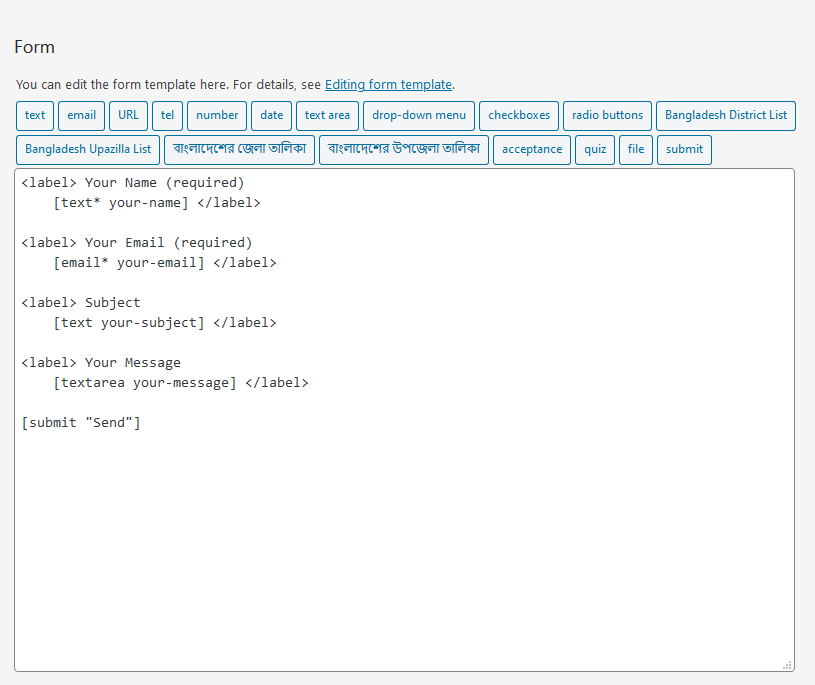 Form
You can edit the form template here. For details, see Editing form template.
text email URL tel number date text area drop-down menu checkboxes radio buttons Bangladesh District List
Bangladesh Upazilla List বাংলাদেশের জেলা তালিকা বাংলাদেশের উপজেলা তালিকা acceptance quiz file submit
<label> Your Name (required)
    [text* your-name] </label>
<label> Your Email (required)
    [email* your-email] </label>
<label> Subject
    [text your-subject] </label>
<label> Your Message
    [textarea your-message] </label>
[submit "Send"]